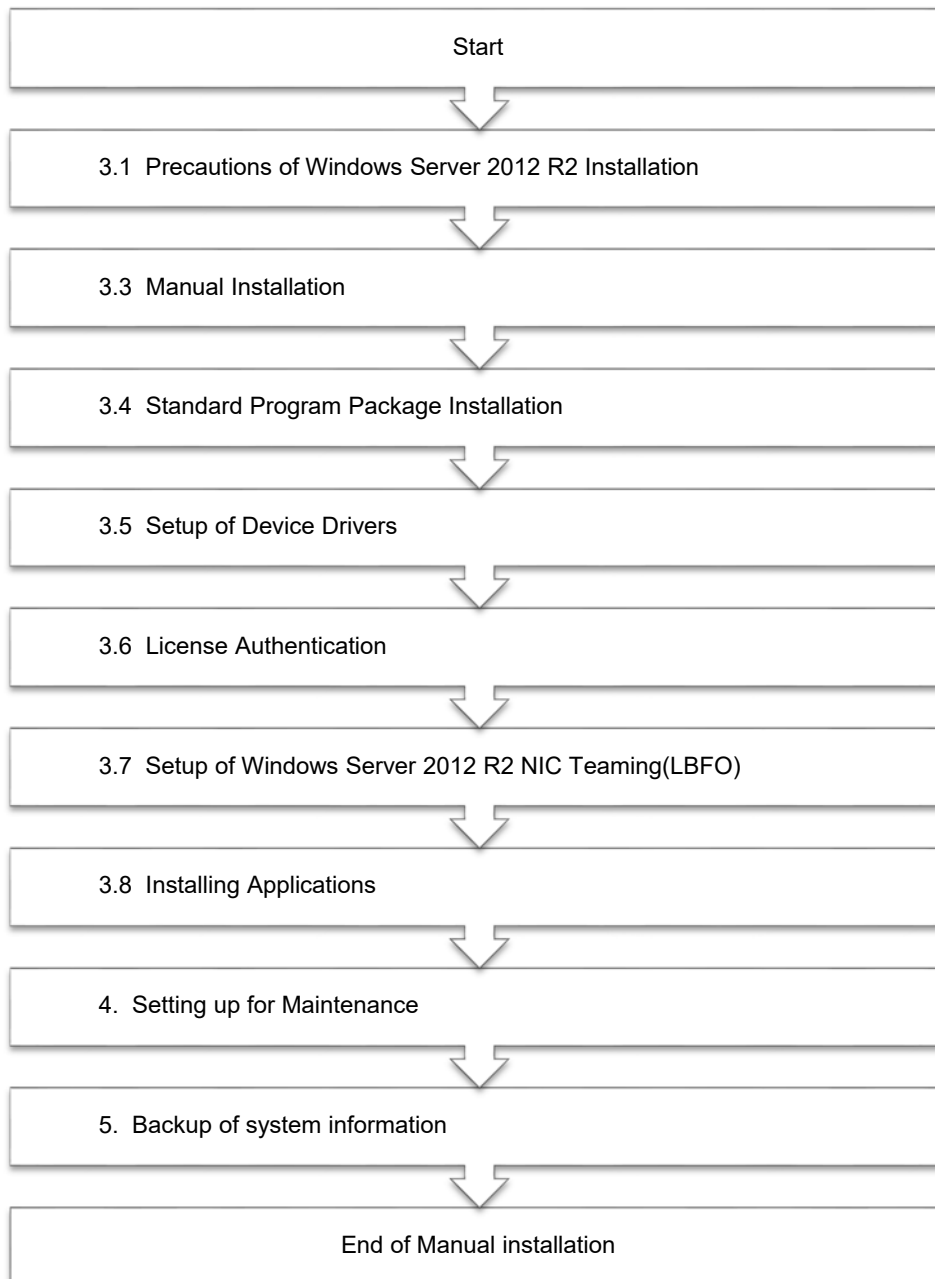 Start
3.1 Precautions of Windows Server 2012 R2 Installation
3.3 Manual Installation
3.4 Standard Program Package Installation
3.5 Setup of Device Drivers
3.6 License Authentication
3.7 Setup of Windows Server 2012 R2 NIC Teaming(LBFO)
3.8 Installing Applications
4. Setting up for Maintenance
5. Backup of system information
End of Manual installation